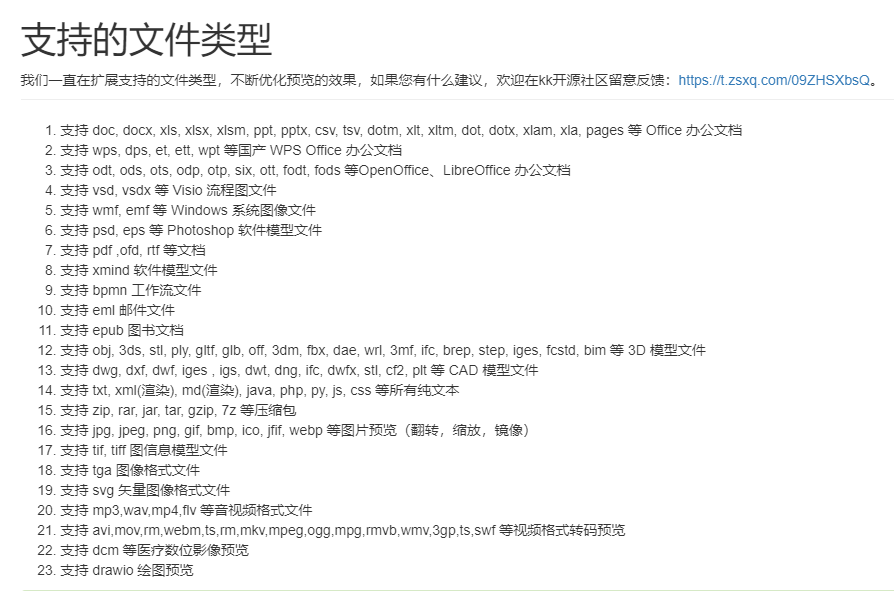 支持的文件类型
我们一直在扩展支持的文件类型，不断优化预览的效果，如果您有什么建议，欢迎在kk开源社区留意反馈：https://t.zsxq.com/09ZHSXbsQ。
1. 支持 doc, docx, xls, xlsx, xlsm, ppt, pptx, csv, tsv, dotm, xlt, xltm, dot, dotx, xlam, xla, pages 等 Office 办公文档
2. 支持 wps, dps, et, ett, wpt 等国产 WPS Office 办公文档
3. 支持 odt, ods, ots, odp, otp, six, ott, fodt, fods 等OpenOffice、LibreOffice 办公文档
4. 支持 vsd, vsdx 等 Visio 流程图文件
5. 支持 wmf, emf 等 Windows 系统图像文件
6. 支持 psd, eps 等 Photoshop 软件模型文件
7. 支持 pdf ,ofd, rtf 等文档
8. 支持 xmind 软件模型文件
9. 支持 bpmn 工作流文件
10. 支持 eml 邮件文件
11. 支持 epub 图书文档
12. 支持 obj, 3ds, stl, ply, gltf, glb, off, 3dm, fbx, dae, wrl, 3mf, ifc, brep, step, iges, fcstd, bim 等 3D 模型文件
13. 支持 dwg, dxf, dwf, iges , igs, dwt, dng, ifc, dwfx, stl, cf2, plt 等 CAD 模型文件
14. 支持 txt, xml(渲染), md(渲染), java, php, py, js, css 等所有纯文本
15. 支持 zip, rar, jar, tar, gzip, 7z 等压缩包
16. 支持 jpg, jpeg, png, gif, bmp, ico, jfif, webp 等图片预览（翻转，缩放，镜像）
17. 支持 tif, tiff 图信息模型文件
18. 支持 tga 图像格式文件
19. 支持 svg 矢量图像格式文件
20. 支持 mp3,wav,mp4,flv 等音视频格式文件
21. 支持 avi,mov,rm,webm,ts,rm,mkv,mpeg,ogg,mpg,rmvb,wmv,3gp,ts,swf 等视频格式转码预览
22. 支持 dcm 等医疗数位影像预览
23. 支持 drawio 绘图预览